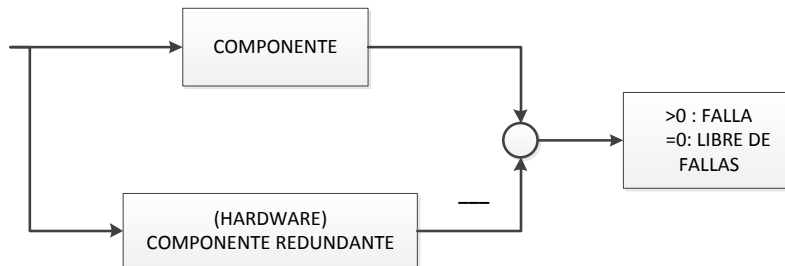 COMPONENTE
>0 : FALLA
=0: LIBRE DE
FALLAS
(HARDWARE)
COMPONENTE REDUNDANTE